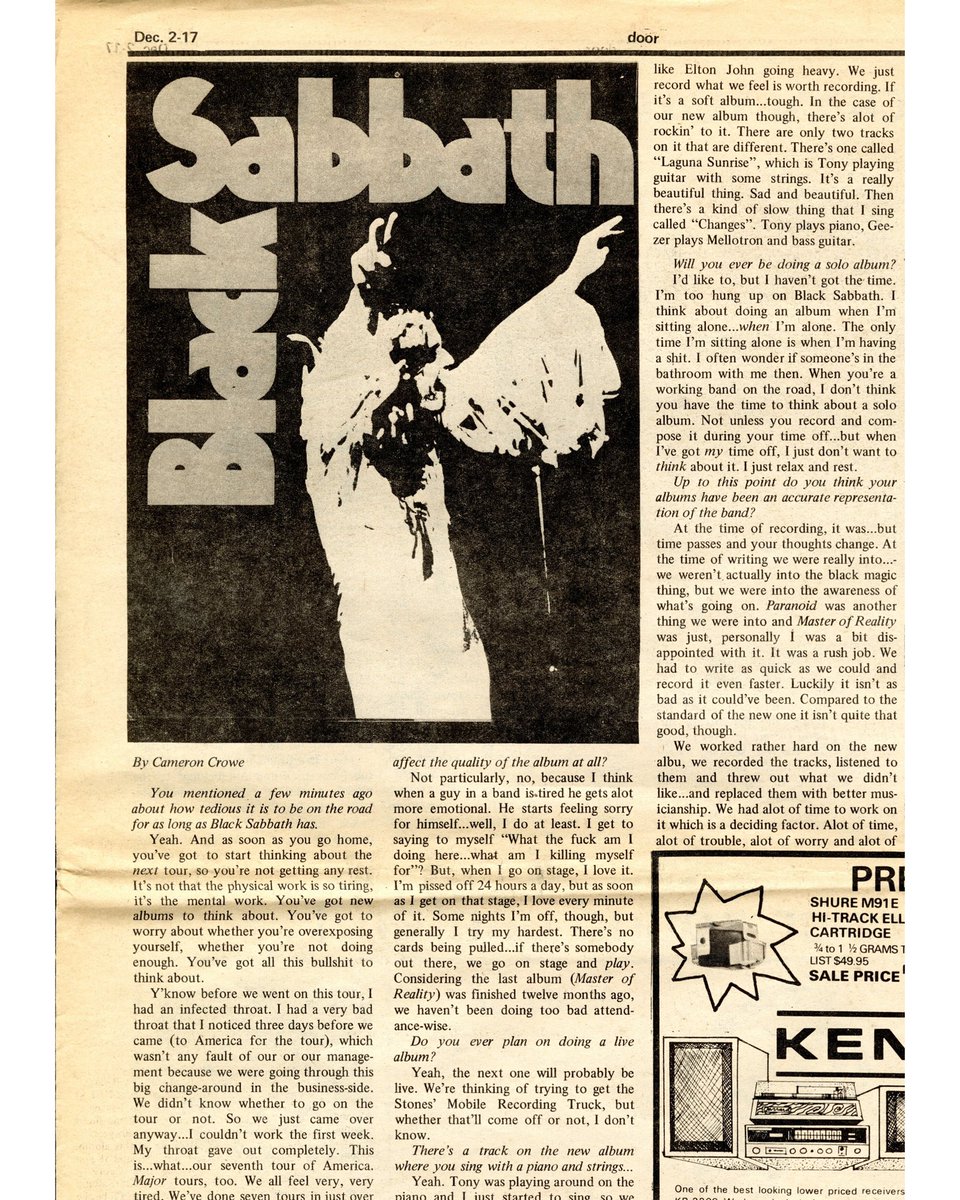 Dec. 2-17
door
Black Sabbath
By Cameron Crowe
You mentioned a few minutes ago
about how tedious it is to be on the road
for as long as Black Sabbath has.
Yeah. And as soon as you go home,
you've got to start thinking about the
next tour, so you're not getting any rest.
It's not that the physical work is so tiring,
it's the mental work. You've got new
albums to think about. You've got to
worry about whether you're overexposing
yourself, whether you're not doing
enough. You've got all this bullshit to
think about.
Y'know before we went on this tour, I
had an infected throat. I had a very bad
throat that I noticed three days before we
came (to America for the tour), which
wasn't any fault of our or our manage-
ment because we were going through this
big change-around in the business-side.
We didn't know whether to go on the
tour or not. So we just came over
anyway...I couldn't work the first week.
My throat gave out completely. This
is...what...our seventh tour of America.
Major tours, too. We all feel very, very
tired. We've done seven tours in just over
affect the quality of the album at all?
Not particularly, no, because I think
when a guy in a band is tired he gets alot
more emotional. He starts feeling sorry
for himself...well, I do at least. I get to
saying to myself "What the fuck am I
doing here...what am I killing myself
for"? But, when I go on stage, I love it.
I'm pissed off 24 hours a day, but as soon
as I get on that stage, I love every minute
of it. Some nights I'm off, though, but
generally I try my hardest. There's no
cards being pulled...if there's somebody
out there, we go on stage and play.
Considering the last album (Master of
Reality) was finished twelve months ago,
we haven't been doing too bad attend-
ance-wise.
Do you ever plan on doing a live
album?
Yeah, the next one will probably be
live. We're thinking of trying to get the
Stones' Mobile Recording Truck, but
whether that'll come off or not, I don't
know.
There's a track on the new album
where you sing with a piano and strings...
Yeah. Tony was playing around on the
piano and I just started to sing, so we
like Elton John going heavy. We just
record what we feel is worth recording. If
it's a soft album...tough. In the case of
our new album though, there's alot of
rockin' to it. There are only two tracks
on it that are different. There's one called
"Laguna Sunrise", which is Tony playing
guitar with some strings. It's a really
beautiful thing. Sad and beautiful. Then
there's a kind of slow thing that I sing
called "Changes". Tony plays piano, Gee-
zer plays Mellotron and bass guitar.
Will you ever be doing a solo album?
I'd like to, but I haven't got the time.
I'm too hung up on Black Sabbath. I
think about doing an album when I'm
sitting alone...when I'm alone. The only
time I'm sitting alone is when I'm having
a shit. I often wonder if someone's in the
bathroom with me then. When you're a
working band on the road, I don't think
you have the time to think about a solo
album. Not unless you record and com-
pose it during your time off...but when
I've got my time off, I just don't want to
think about it. I just relax and rest.
Up to this point do you think your
albums have been an accurate representa-
tion of the band?
At the time of recording, it was...but
time passes and your thoughts change. At
the time of writing we were really into...-
we weren't actually into the black magic
thing, but we were into the awareness of
what's going on. Paranoid was another
thing we were into and Master of Reality
was just, personally I was a bit dis-
appointed with it. It was a rush job. We
had to write as quick as we could and
record it even faster. Luckily it isn't as
bad as it could've been. Compared to the
standard of the new one it isn't quite that
good, though.
We worked rather hard on the new
albu, we recorded the tracks, listened to
them and threw out what we didn't
like...and replaced them with better mus-
icianship. We had alot of time to work on
it which is a deciding factor. Alot of time,
alot of trouble, alot of worry and alot of
PRE
SHURE M91E
HI-TRACK ELL
CARTRIDGE
¾ to 1 ½ GRAMS T
LIST $49.95
SALE PRICE
KEN
One of the best looking lower priced receivers